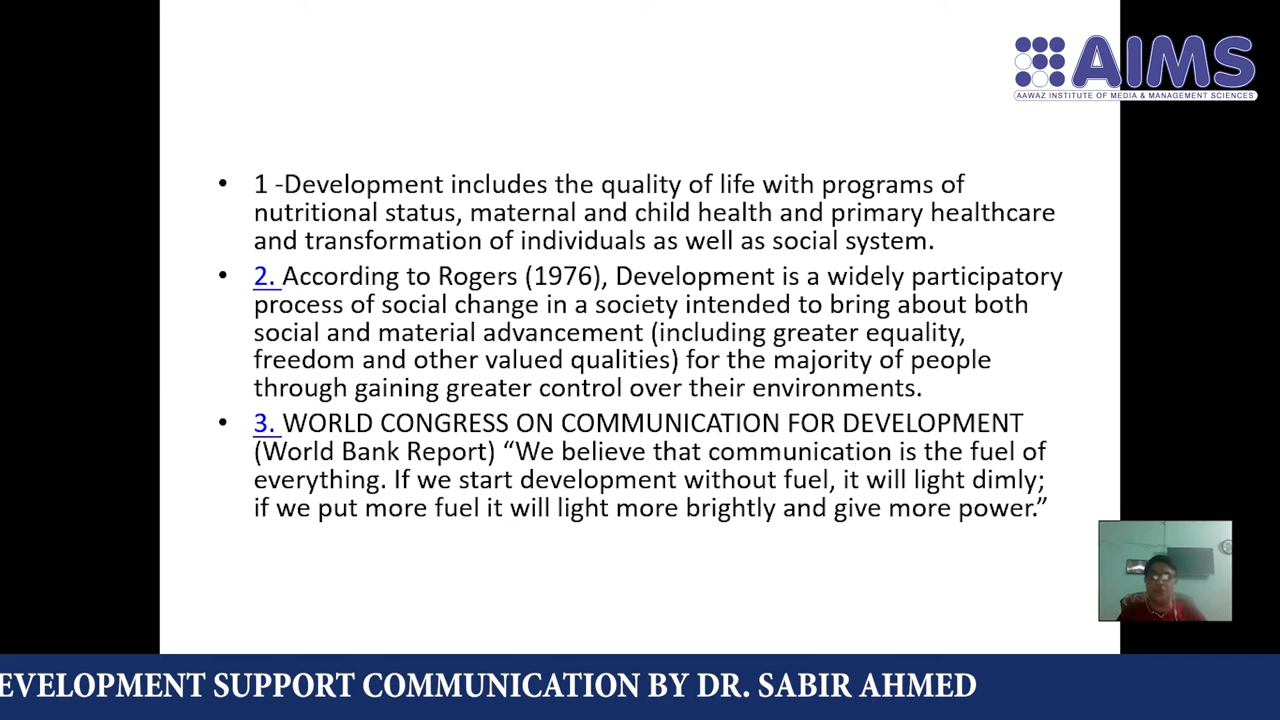 AIMS
AAWAZ INSTITUTE OF MEDIA & MANAGEMENT SCIENCES
• 1 -Development includes the quality of life with programs of
nutritional status, maternal and child health and primary healthcare
and transformation of individuals as well as social system.
• 2. According to Rogers (1976), Development is a widely participatory
process of social change in a society intended to bring about both
social and material advancement (including greater equality,
freedom and other valued qualities) for the majority of people
through gaining greater control over their environments.
• 3. WORLD CONGRESS ON COMMUNICATION FOR DEVELOPMENT
(World Bank Report) “We believe that communication is the fuel of
everything. If we start development without fuel, it will light dimly;
if we put more fuel it will light more brightly and give more power.”
EVELOPMENT SUPPORT COMMUNICATION BY DR. SABIR AHMED